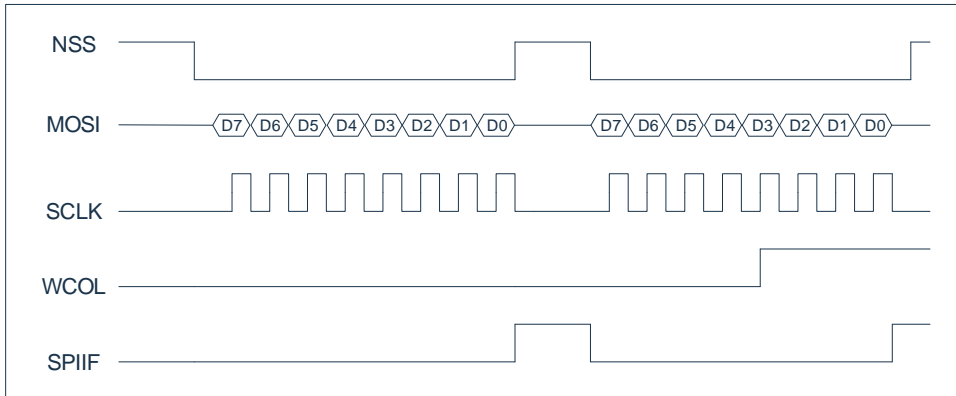 NSS
MOSI D7 D6 D5 D4 D3 D2 D1 D0 D7 D6 D5 D4 D3 D2 D1 D0
SCLK
WCOL
SPIIF